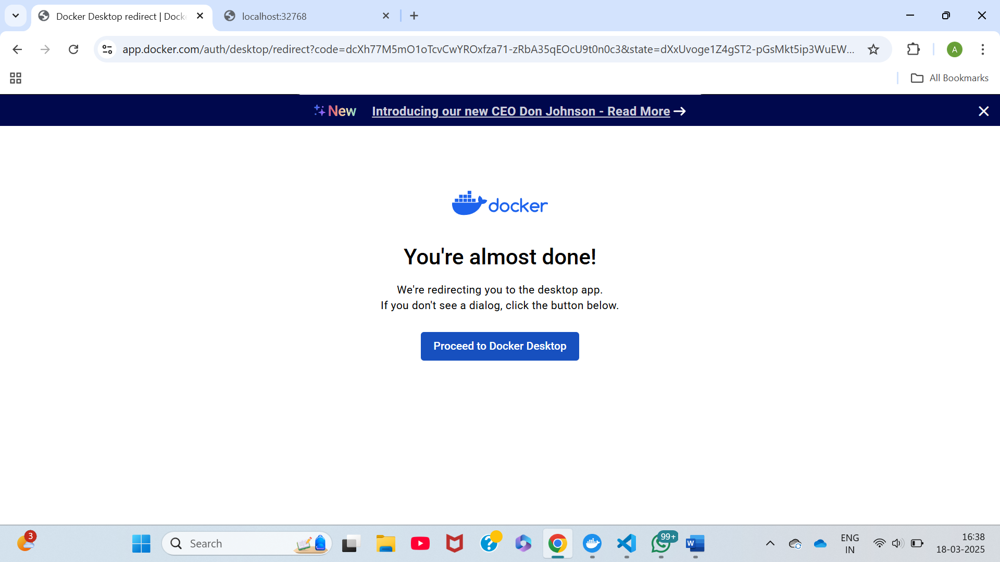 Docker Desktop redirect | Docke
localhost:32768
app.docker.com/auth/desktop/redirect?code=dcXh77M5mO1oTcvCwYROxfza71-zRbA35qEOcU9t0n0c3&state=dXxUvoge1Z4gST2-pGsMkt5ip3WuEW...
A
All Bookmarks
New Introducing our new CEO Don Johnson - Read More
docker
You're almost done!
We're redirecting you to the desktop app.
If you don't see a dialog, click the button below.
Proceed to Docker Desktop
3
Search
99+
W
ENG
IN
16:38
18-03-2025